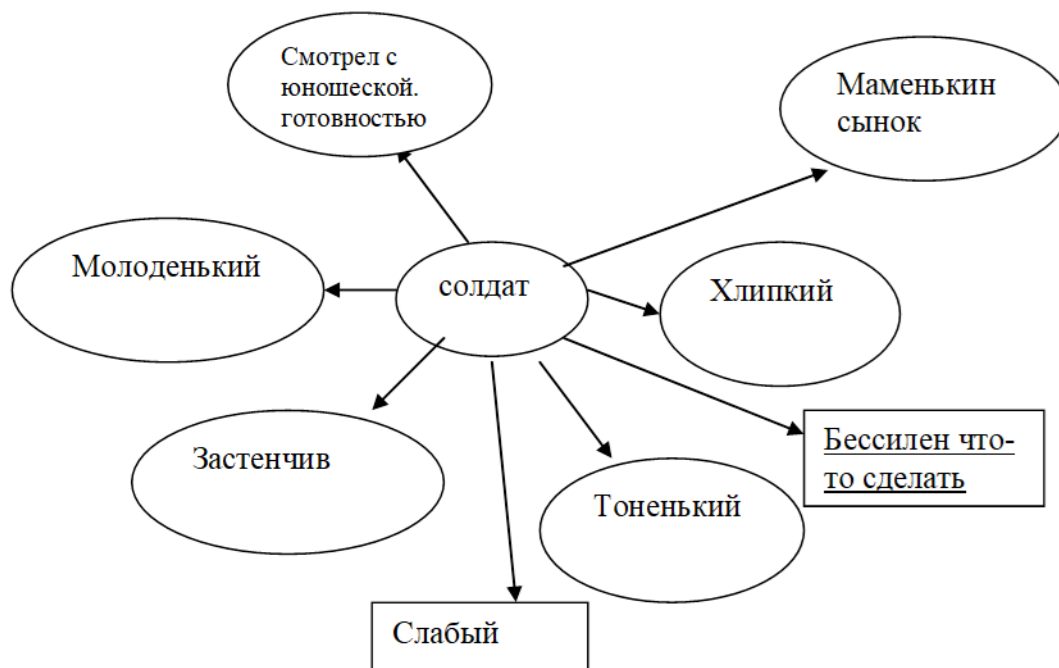 Смотрел с
юношеской.
готовностью
Маменькин
сынок
Молоденький
солдат
Хлипкий
Застенчив
Бессилен что-
то сделать
Тоненький
Слабый